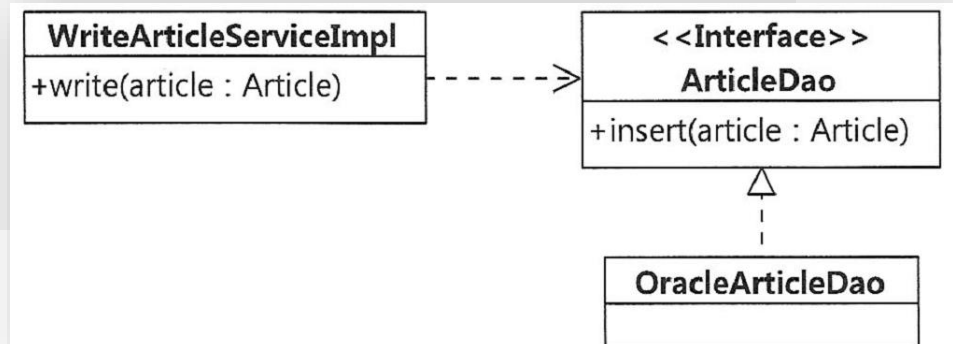 WriteArticleServiceImpl
+write(article : Article)
<<Interface>>
ArticleDao
+insert(article : Article)
OracleArticleDao